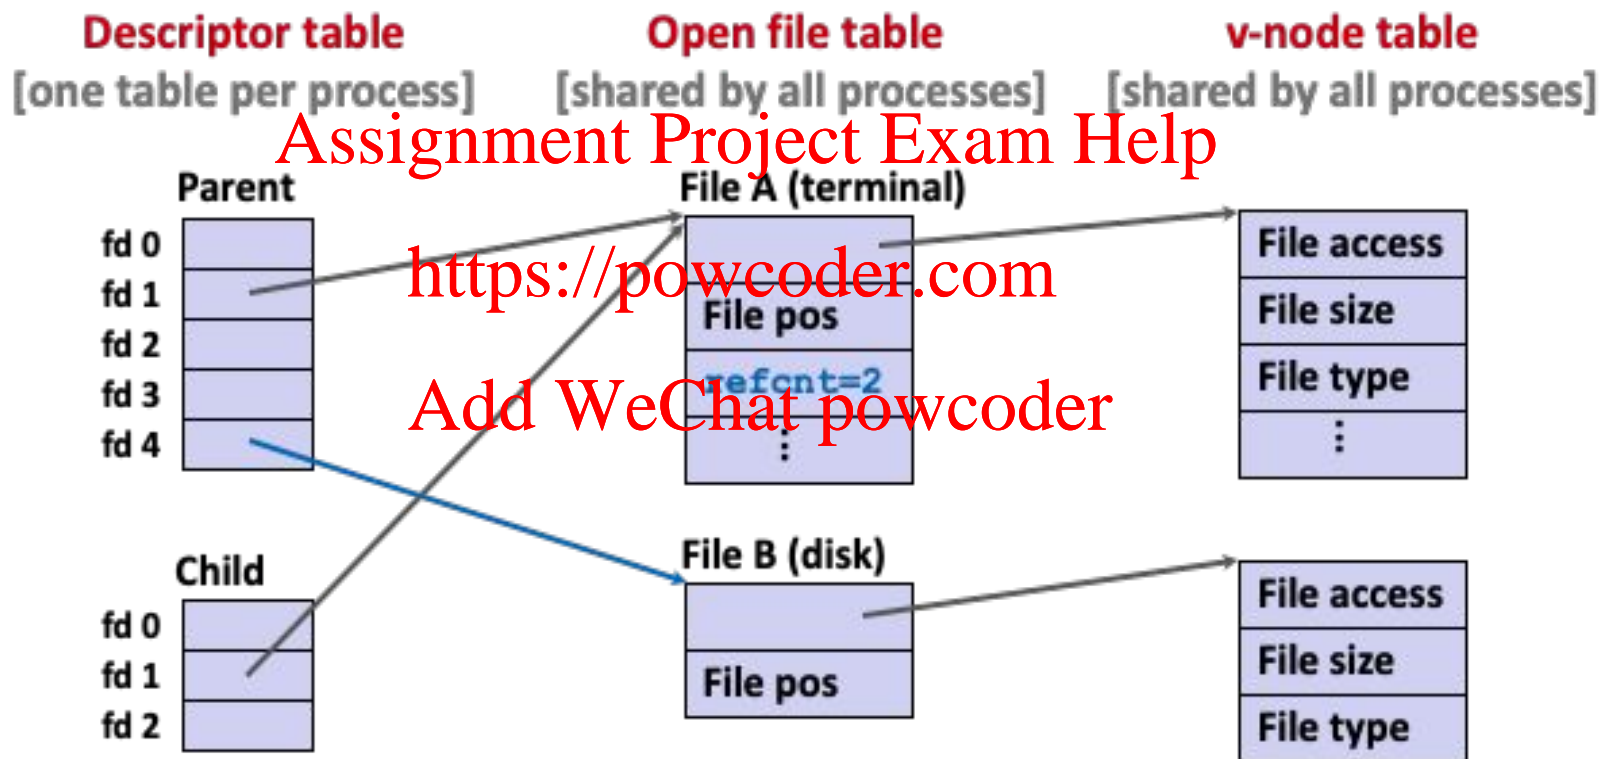 Descriptor table
[one table per process]
Open file table
[shared by all processes]
v-node table
[shared by all processes]
Assignment Project Exam Help
Parent
fd 0
fd 1
fd 2
fd 3
fd 4
File A (terminal)
File pos
refcnt=2
⋮
File access
File size
File type
⋮
https://powcoder.com
Add WeChat powcoder
Child
fd 0
fd 1
fd 2
File B (disk)
File pos
File access
File size
File type